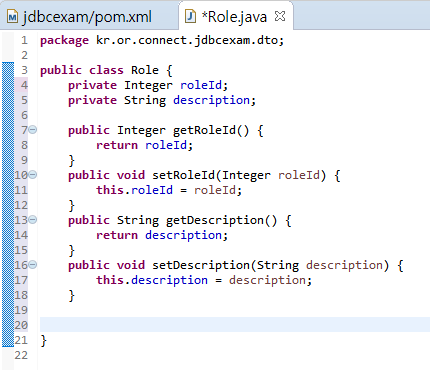 jdbcexam/pom.xml *Role.java
1 package kr.or.connect.jdbcexam.dto;
2
3 public class Role {
4     private Integer roleId;
5     private String description;
6
7     public Integer getRoleId() {
8         return roleId;
9     }
10     public void setRoleId(Integer roleId) {
11         this.roleId = roleId;
12     }
13     public String getDescription() {
14         return description;
15     }
16     public void setDescription(String description) {
17         this.description = description;
18     }
19
20
21 }
22